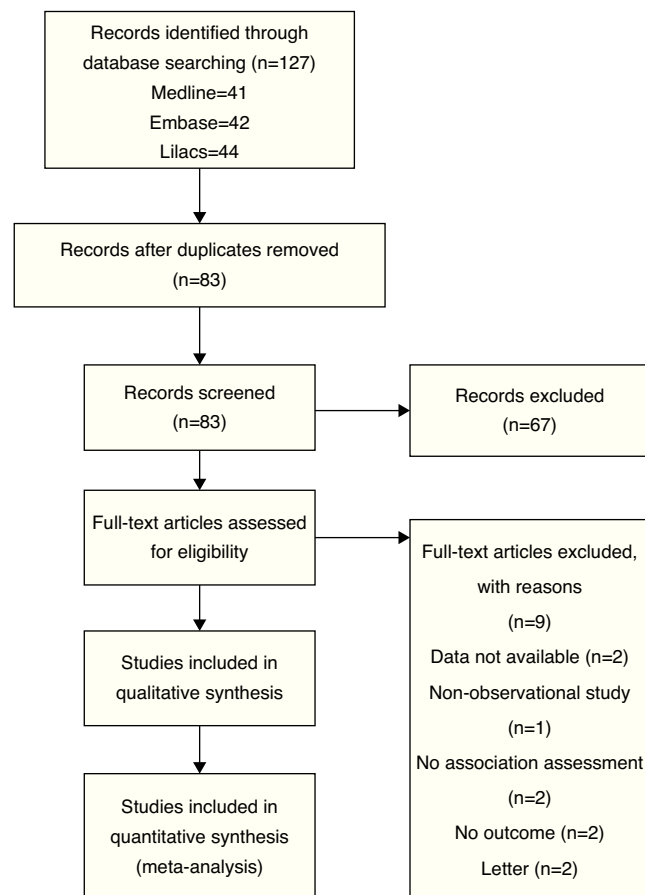 Records identified through
database searching (n=127)
Medline=41
Embase=42
Lilacs=44
Records after duplicates removed
(n=83)
Records screened
(n=83)
Records excluded
(n=67)
Full-text articles assessed
for eligibility
Full-text articles excluded,
with reasons
(n=9)
Data not available (n=2)
Non-observational study
(n=1)
No association assessment
(n=2)
No outcome (n=2)
Letter (n=2)
Studies included in
qualitative synthesis
Studies included in
quantitative synthesis
(meta-analysis)